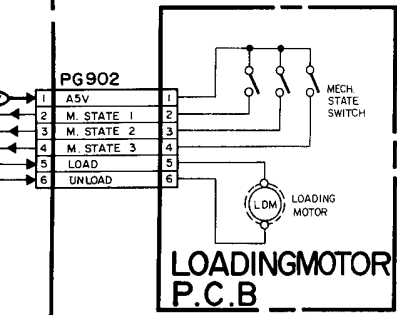 PG902
1 A5V 1
2 M. STATE 1 2
3 M. STATE 2 3
4 M. STATE 3 4
5 LOAD 5
6 UNLOAD 6
MECH.
STATE
SWITCH
LDM
LOADING
MOTOR
LOADINGMOTOR
P.C.B